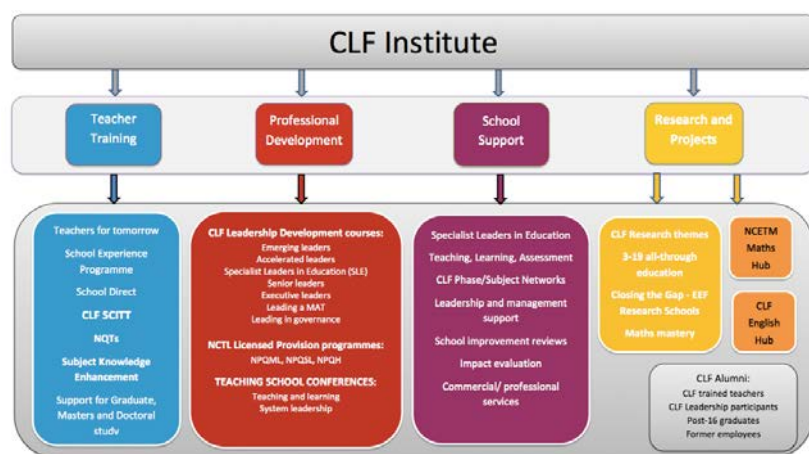 CLF Institute
Teacher
Training
Professional
Development
School
Support
Research and
Projects
Teachers for tomorrow
School Experience
Programme
School Direct
CLF SCITT
NQTs
Subject Knowledge
Enhancement
Support for Graduate,
Masters and Doctoral
study
CLF Leadership Development courses:
Emerging leaders
Accelerated leaders
Specialist Leaders in Education (SLE)
Senior leaders
Executive leaders
Leading a MAT
Leading in governance
NCTL Licensed Provision programmes:
NPQML, NPQSL, NPQH
TEACHING SCHOOL CONFERENCES:
Teaching and learning
System leadership
Specialist Leaders in Education
Teaching, Learning, Assessment
CLF Phase/Subject Networks
Leadership and management
support
School improvement reviews
Impact evaluation
Commercial/ professional
services
CLF Research themes
3-19 all-through
education
Closing the Gap - EEF
Research Schools
Maths mastery
NCETM
Maths
Hub
CLF
English
Hub
CLF Alumni:
CLF trained teachers
CLF Leadership participants
Post-16 graduates
Former employees